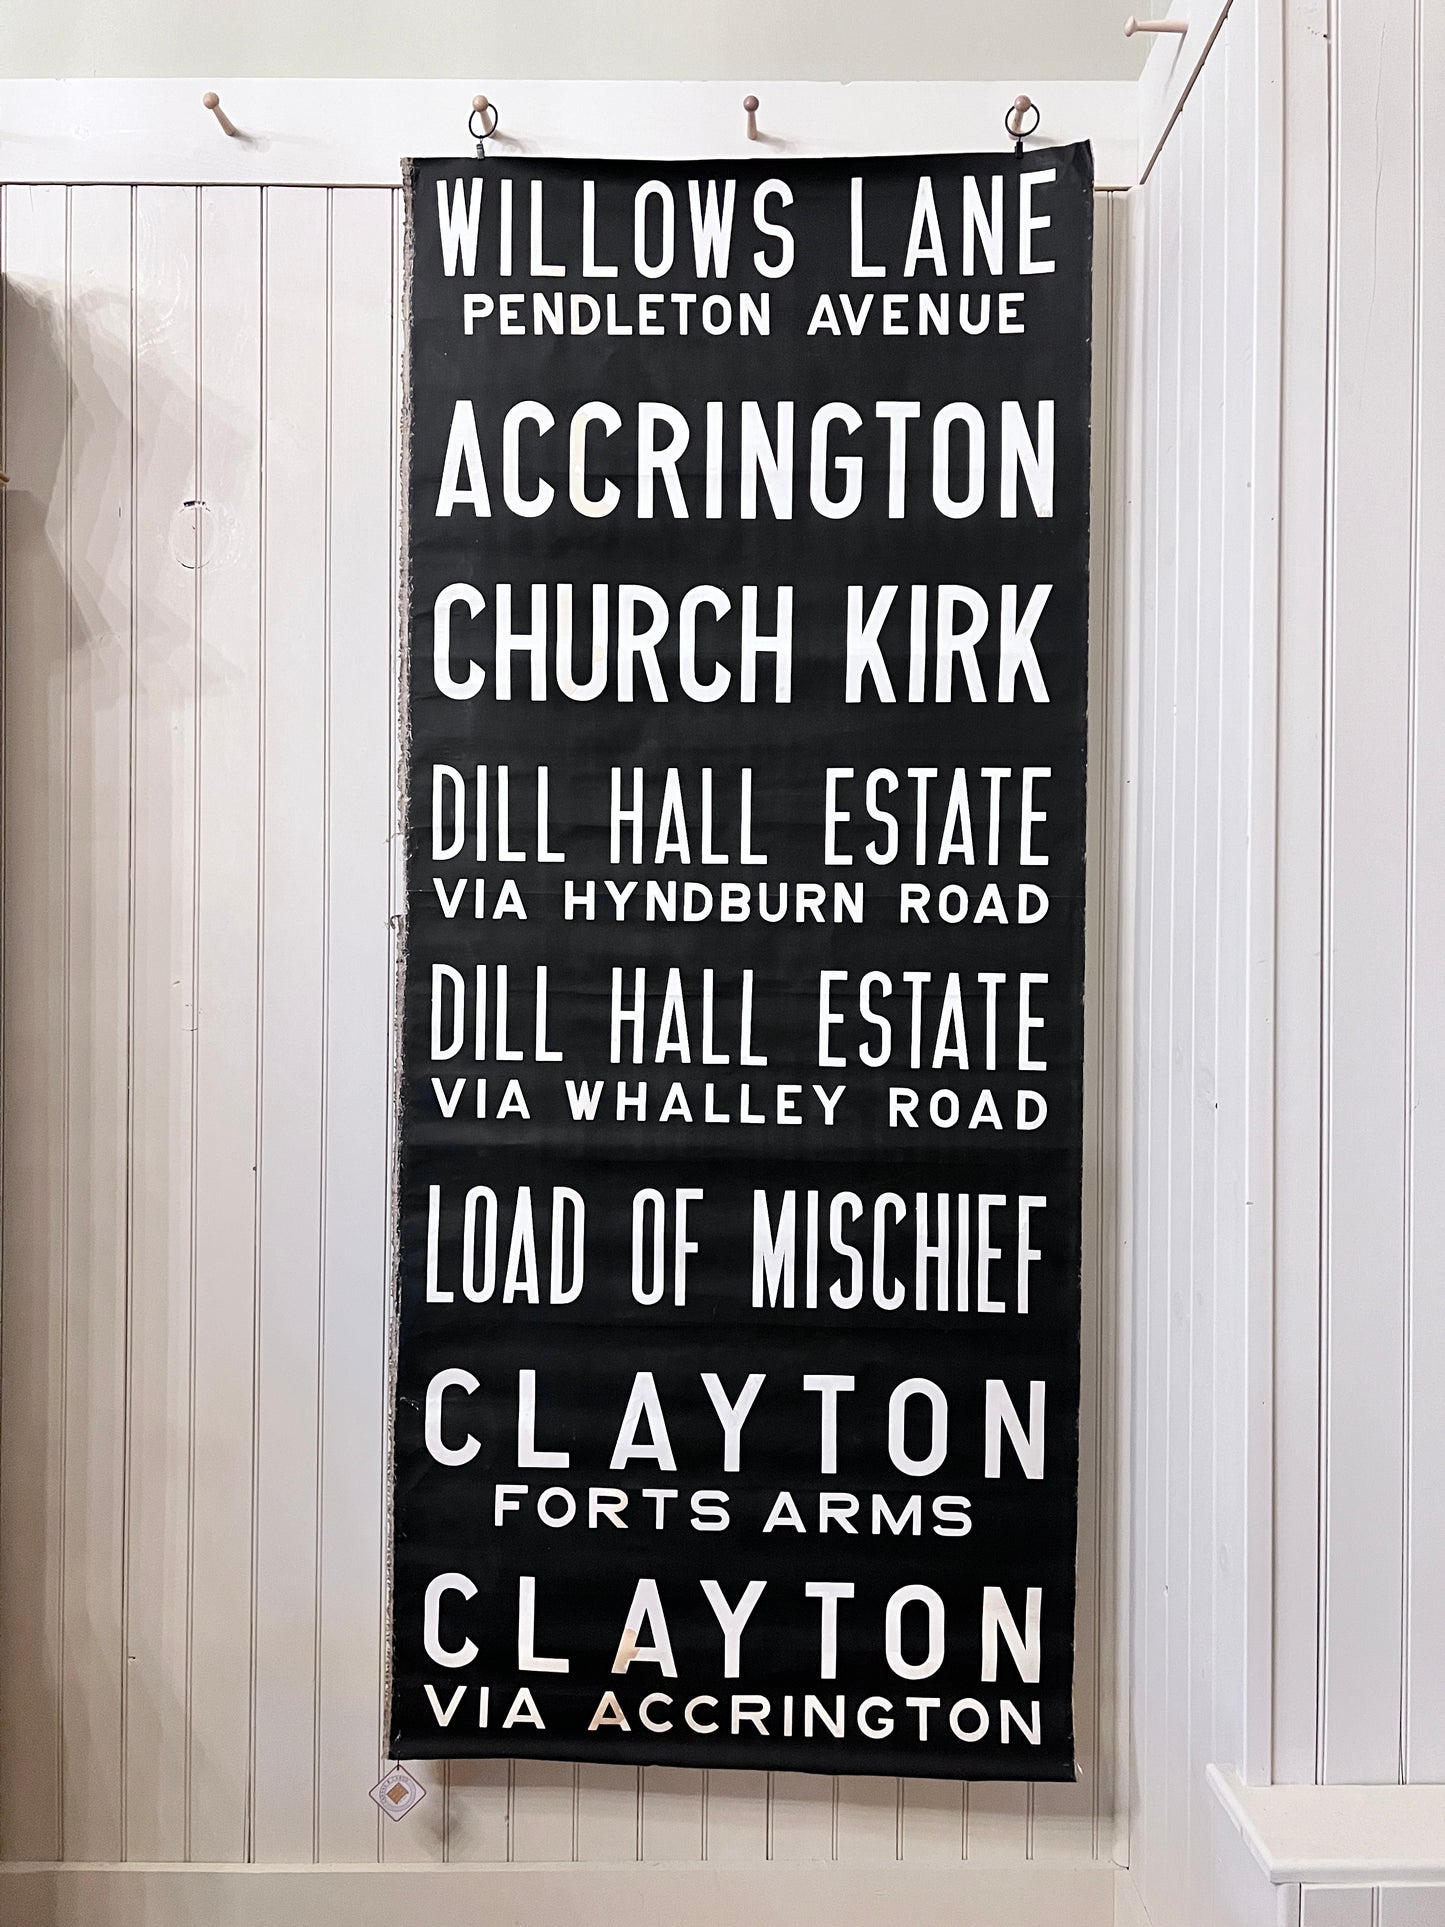 WILLOWS LANE
PENDLETON AVENUE
ACCRINGTON
CHURCH KIRK
DILL HALL ESTATE
VIA HYNDBURN ROAD
DILL HALL ESTATE
VIA WHALLEY ROAD
LOAD OF MISCHIEF
CLAYTON
FORTS ARMS
CLAYTON
VIA ACCRINGTON